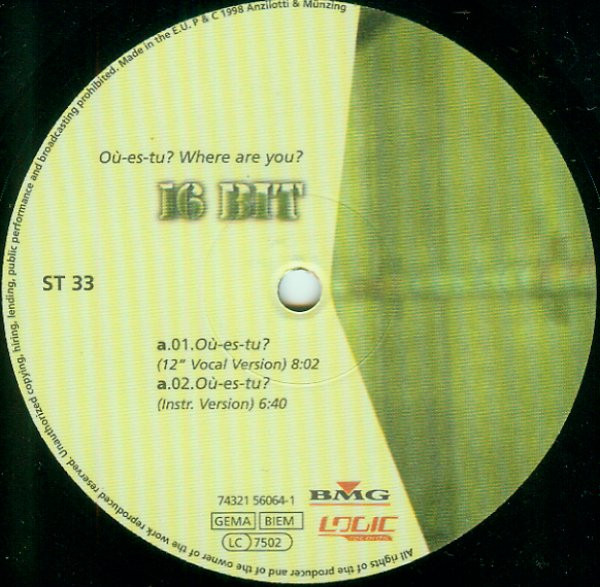 Made in the E.U. P & C 1998 Anzilotti & Münzing
All rights of the producer and of the owner of the work reproduced reserved. Unauthorized copying, hiring, lending, public performance and broadcasting prohibited.
Où-es-tu? Where are you?
16 BIT
ST 33
a.01.Où-es-tu?
(12" Vocal Version) 8:02
a.02.Où-es-tu?
(Instr. Version) 6:40
74321 56064-1
GEMA BIEM
LC 7502
BMG
LOGIC
RECORDS